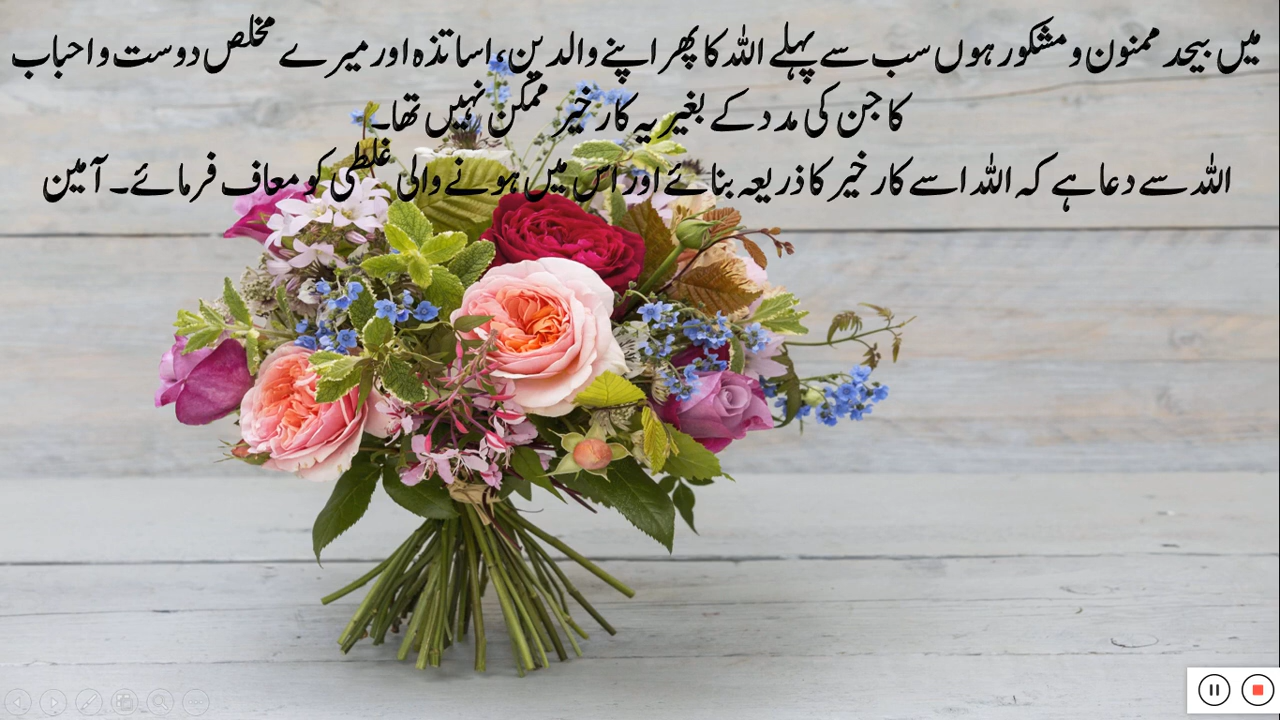 میں بیحد ممنون و مشکور ہوں سب سے پہلے اللہ کا پھر اپنے والدین، اساتذہ اور میرے مخلص دوست و احباب
کا جن کی مدد کے بغیر یہ کار خیر ممکن نہیں تھا۔
اللہ سے دعا ہے کہ اللہ اسے کار خیر کا ذریعہ بنائے اور اس میں ہونے والی غلطی کو معاف فرمائے۔ آمین